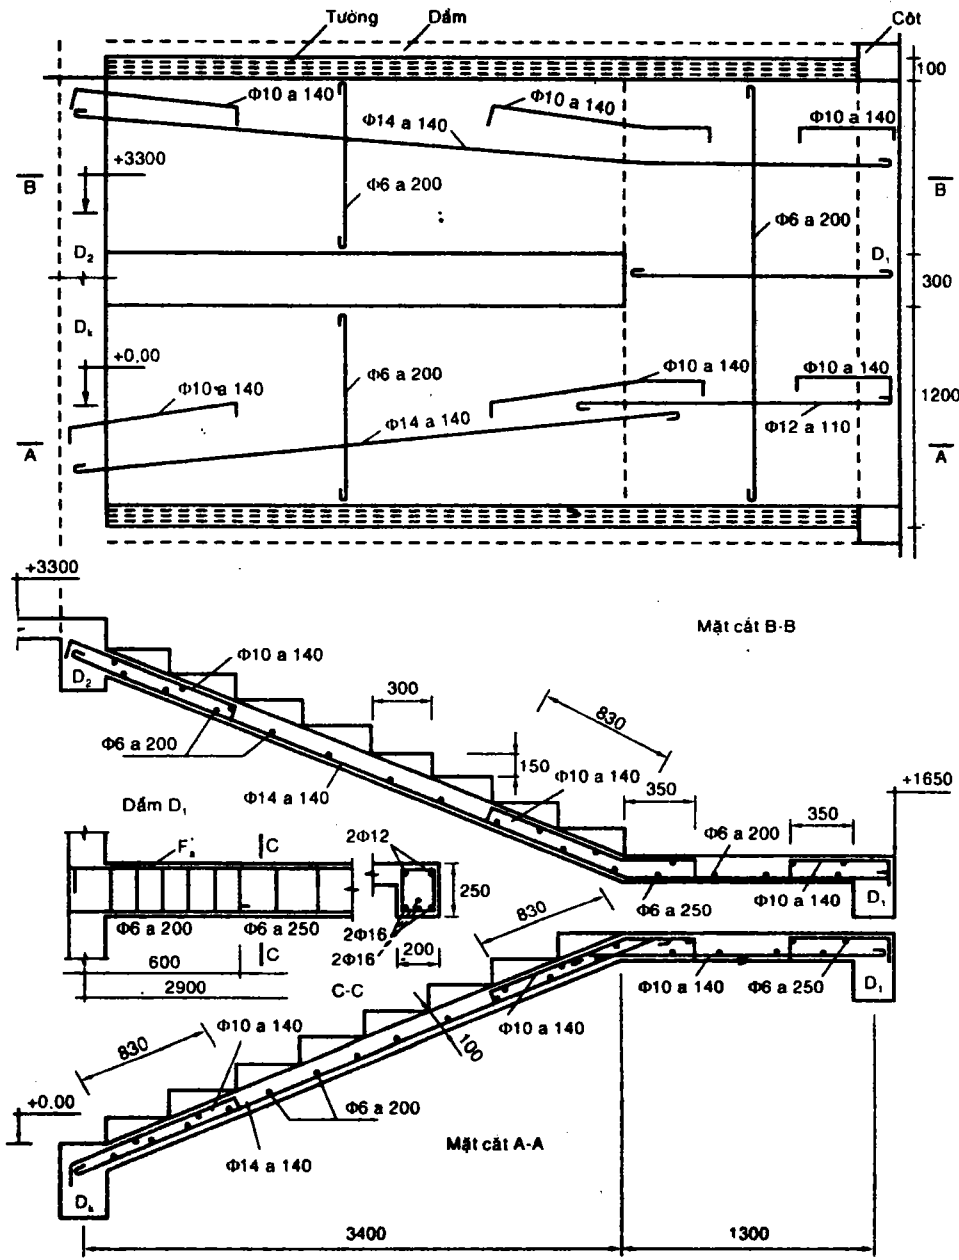 Tường
Dầm
Cột
100
Φ10 a 140
Φ10 a 140
Φ10 a 140
Φ14 a 140
+3300
B
B
Φ6 a 200
Φ6 a 200
D₂
D₁
300
Dₖ
+0,00
Φ6 a 200
Φ10 a 140
Φ10 a 140
Φ10 a 140
1200
Φ14 a 140
Φ12 a 110
A
A
+3300
Mặt cắt B-B
Φ10 a 140
D₂
300
830
Φ6 a 200
150
Φ10 a 140
+1650
Φ14 a 140
350
350
Dầm D₁
Φ6 a 200
C
2Φ12
250
Φ10 a 140
D₁
Φ6 a 250
Φ6 a 200
Φ6 a 250
2Φ16
200
830
C
2Φ16
600
2900
C-C
Φ10 a 140
Φ6 a 250
D₁
Φ10 a 140
Φ10 a 140
830
100
+0.00
Φ6 a 200
Mặt cắt A-A
Φ14 a 140
Dₖ
3400
1300